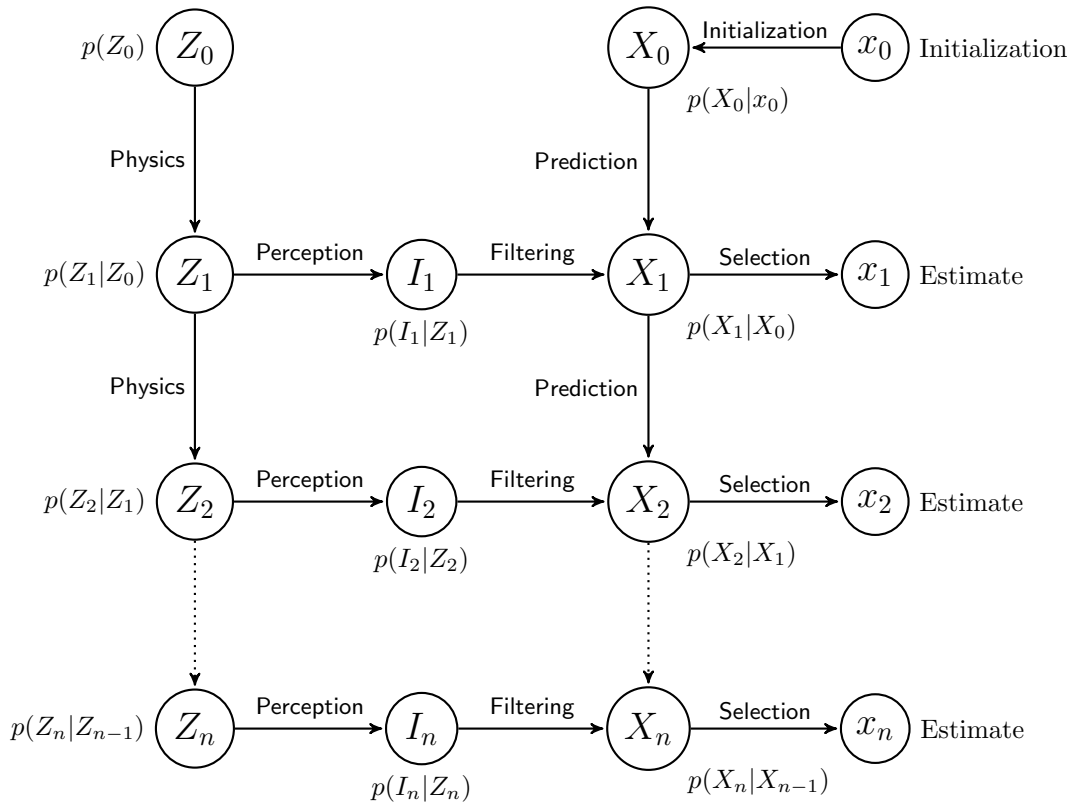 p(Z_0) Z_0 X_0 Initialization x_0 Initialization
p(X_0|x_0)
Physics Prediction
p(Z_1|Z_0) Z_1 Perception I_1 Filtering X_1 Selection x_1 Estimate
p(I_1|Z_1) p(X_1|X_0)
Physics Prediction
p(Z_2|Z_1) Z_2 Perception I_2 Filtering X_2 Selection x_2 Estimate
p(I_2|Z_2) p(X_2|X_1)
p(Z_n|Z_{n-1}) Z_n Perception I_n Filtering X_n Selection x_n Estimate
p(I_n|Z_n) p(X_n|X_{n-1})